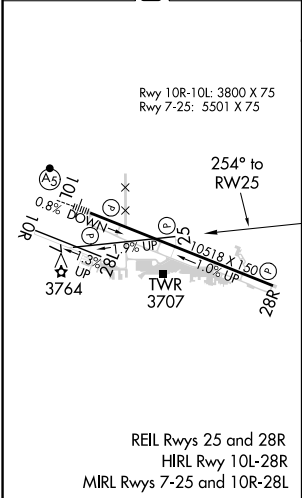 Rwy 10R-10L: 3800 X 75
Rwy 7-25: 5501 X 75
254° to
RW25
A5
10L
0.8% DOWN
P
10R
P
P
25
1.9% UP
10518 X 150
1.0% UP
P
1.3%
UP
28L
28R
3764
TWR
3707
REIL Rwys 25 and 28R
HIRL Rwy 10L-28R
MIRL Rwys 7-25 and 10R-28L